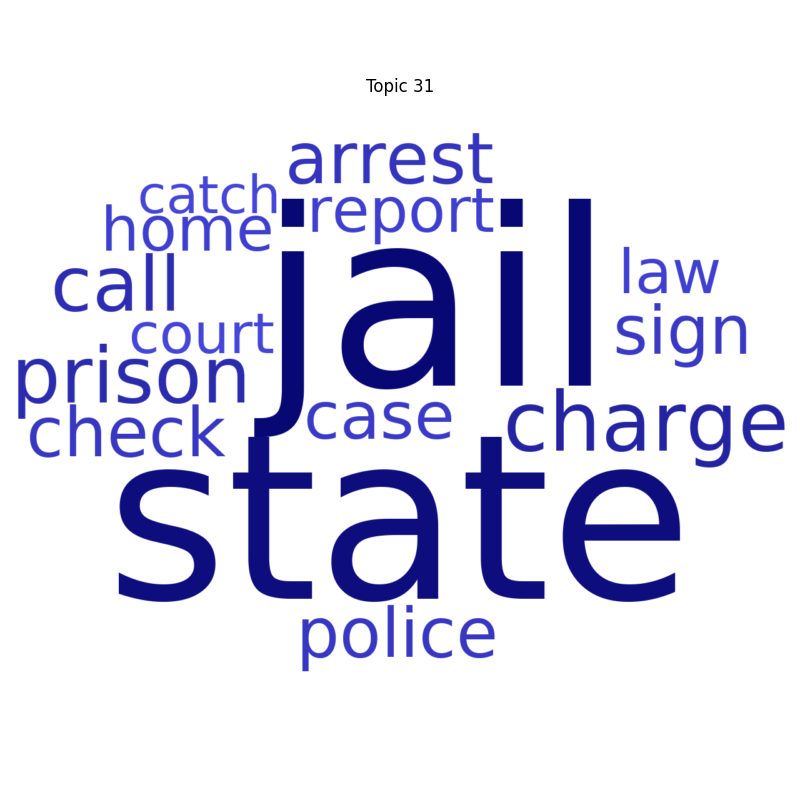 Topic 31
arrest
catch
report
home
jail
law
call
sign
court
prison
case
charge
check
state
police